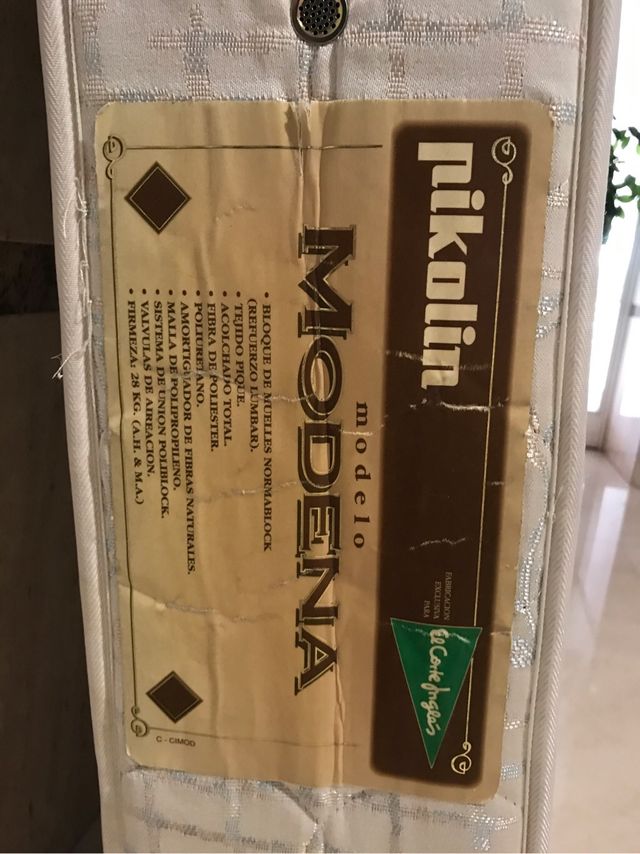 pikolin
FABRICACION
EXCLUSIVA
PARA
El Corte Inglés
modelo
MODENA
• BLOQUE DE MUELLES NORMABLOCK
(REFUERZO LUMBAR).
• TEJIDO PIQUE.
• ACOLCHADO TOTAL.
• FIBRA DE POLIESTER.
• POLIURETANO.
• AMORTIGUADOR DE FIBRAS NATURALES.
• MALLA DE POLIPROPILENO.
• SISTEMA DE UNION POLIBLOCK.
• VALVULAS DE AIREACION.
• FIRMEZA: 28 KG. (A.H. & M.A.)
C - CIMOD